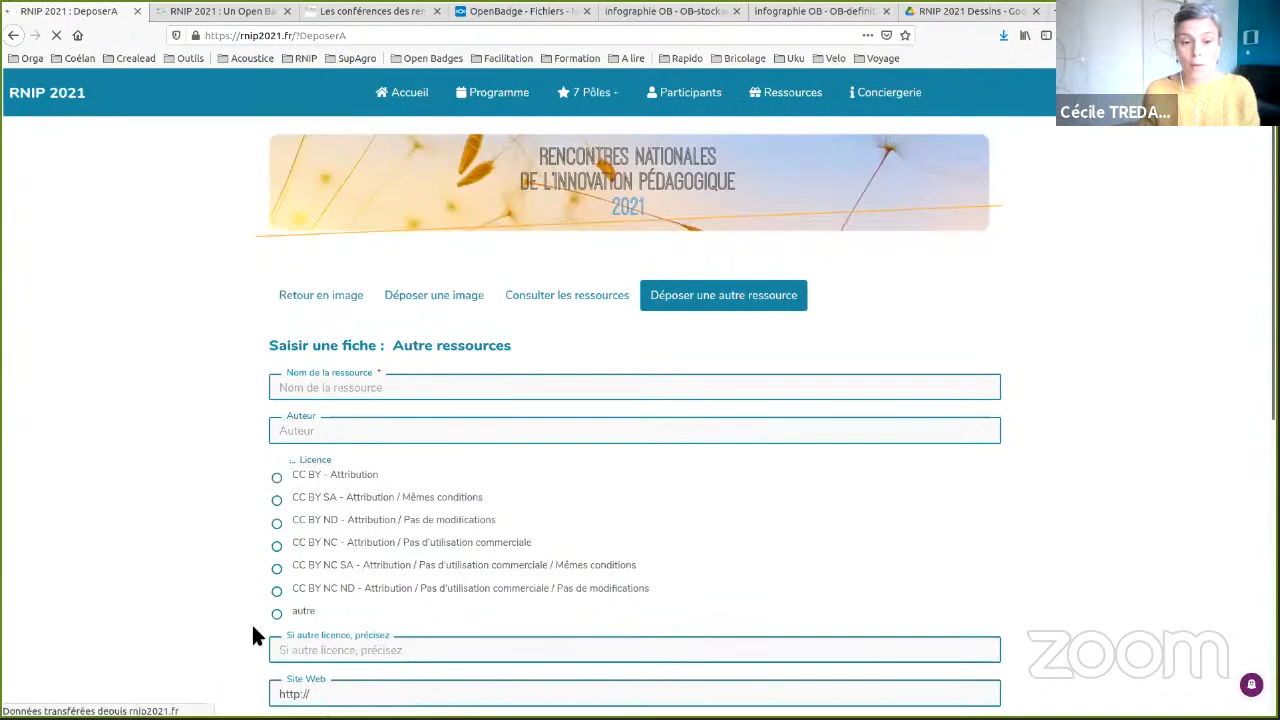 RNIP 2021 : DeposerA
RNIP 2021 : Un Open Ba
Les conférences des ren
OpenBadge - Fichiers - Is
infographie OB - OB-stocka
infographie OB - OB-definit
RNIP 2021 Dessins - Goo
https://rnip2021.fr/?DeposerA
Orga
Coélan
Crealead
Outils
Acoustice
RNIP
SupAgro
Open Badges
Facilitation
Formation
A lire
Rapido
Bricolage
Uku
Velo
Voyage
RNIP 2021
Accueil
Programme
7 Pôles
Participants
Ressources
Conciergerie
Cécile TREDA...
RENCONTRES NATIONALES
DE L'INNOVATION PÉDAGOGIQUE
2021
Retour en image
Déposer une image
Consulter les ressources
Déposer une autre ressource
Saisir une fiche : Autre ressources
Nom de la ressource *
Nom de la ressource
Auteur
Auteur
Licence
CC BY - Attribution
CC BY SA - Attribution / Mêmes conditions
CC BY ND - Attribution / Pas de modifications
CC BY NC - Attribution / Pas d'utilisation commerciale
CC BY NC SA - Attribution / Pas d'utilisation commerciale / Mêmes conditions
CC BY NC ND - Attribution / Pas d'utilisation commerciale / Pas de modifications
autre
Si autre licence, précisez
Si autre licence, précisez
Site Web
http://
zoom
Données transférées depuis rnip2021.fr